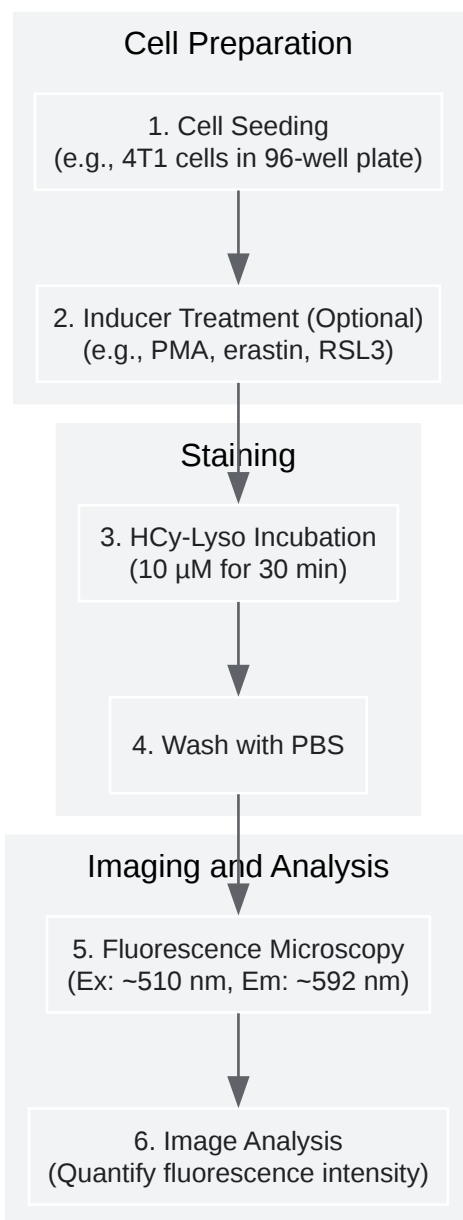 Cell Preparation
1. Cell Seeding
(e.g., 4T1 cells in 96-well plate)
2. Inducer Treatment (Optional)
(e.g., PMA, erastin, RSL3)
Staining
3. HCy-Lyso Incubation
(10 µM for 30 min)
4. Wash with PBS
Imaging and Analysis
5. Fluorescence Microscopy
(Ex: ~510 nm, Em: ~592 nm)
6. Image Analysis
(Quantify fluorescence intensity)